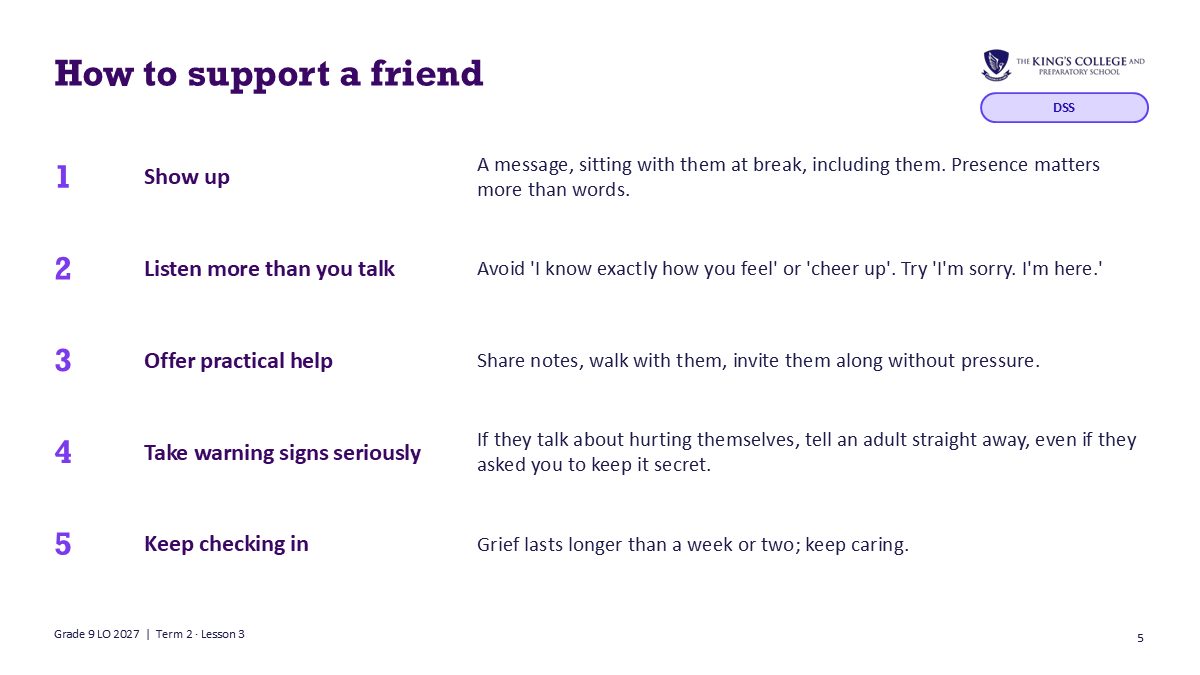 How to support a friend
THE KING'S COLLEGE AND
PREPARATORY SCHOOL
DSS
1
Show up
A message, sitting with them at break, including them. Presence matters
more than words.
2
Listen more than you talk
Avoid 'I know exactly how you feel' or 'cheer up'. Try 'I'm sorry. I'm here.'
3
Offer practical help
Share notes, walk with them, invite them along without pressure.
4
Take warning signs seriously
If they talk about hurting themselves, tell an adult straight away, even if they
asked you to keep it secret.
5
Keep checking in
Grief lasts longer than a week or two; keep caring.
Grade 9 LO 2027 | Term 2 · Lesson 3
5